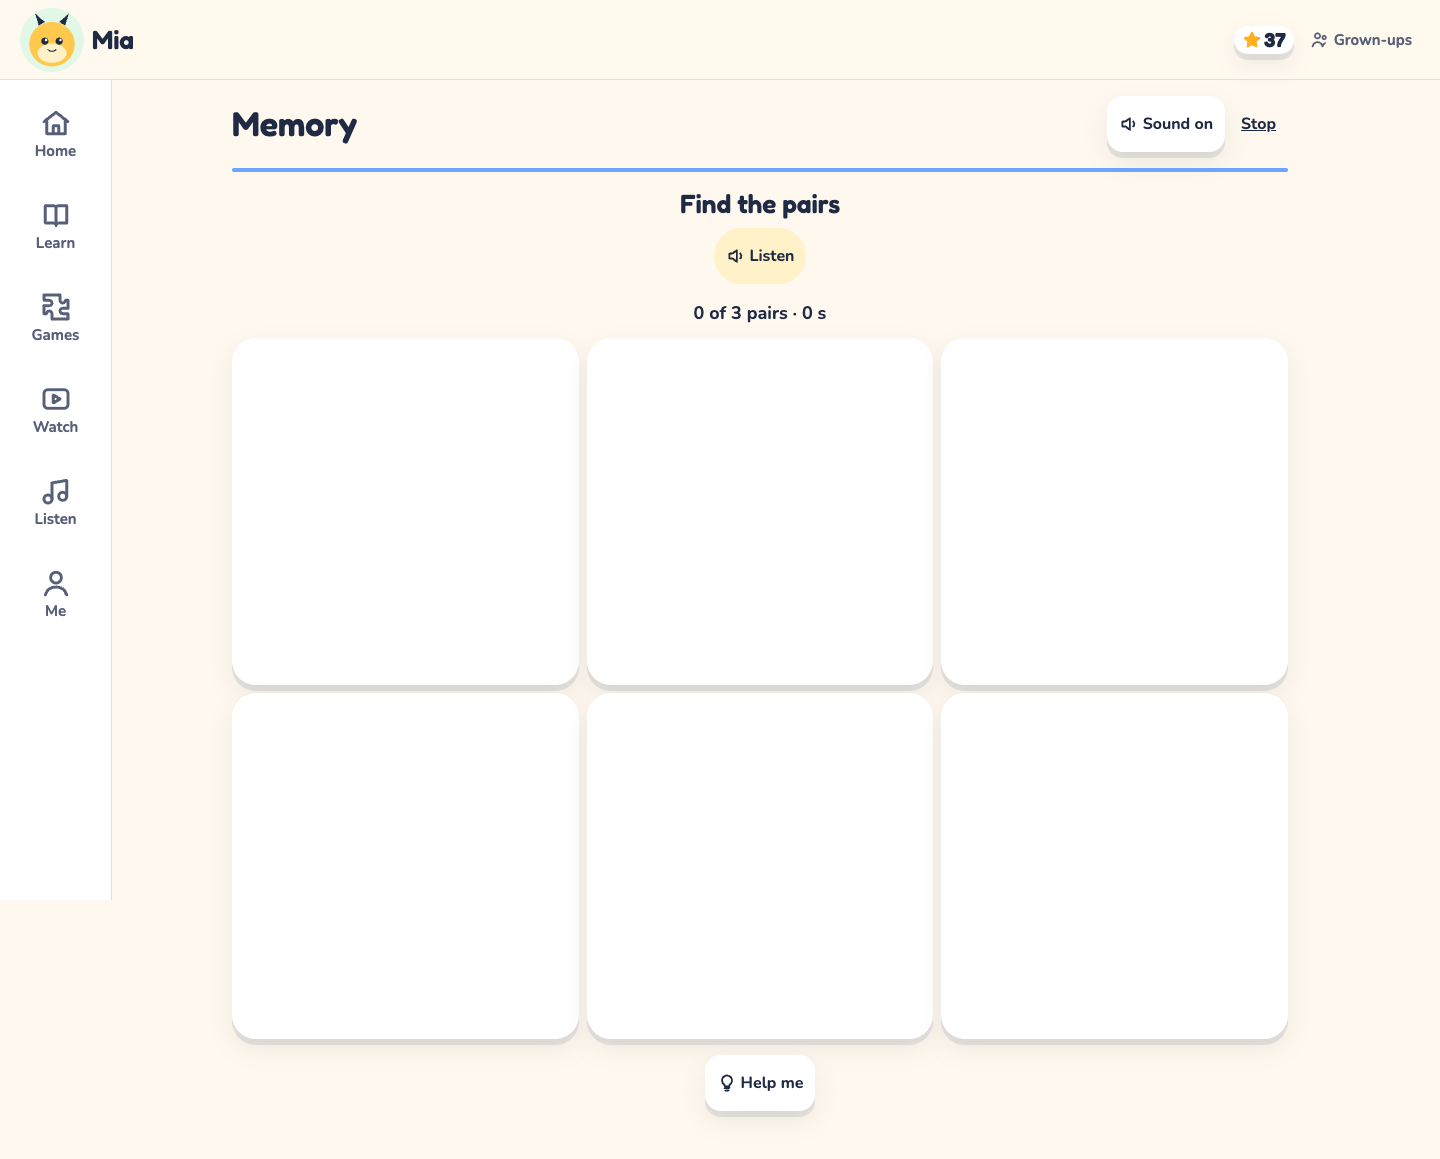 Mia
37
Grown-ups
Home
Learn
Games
Watch
Listen
Me
Memory
Sound on
Stop
Find the pairs
Listen
0 of 3 pairs · 0 s
Help me